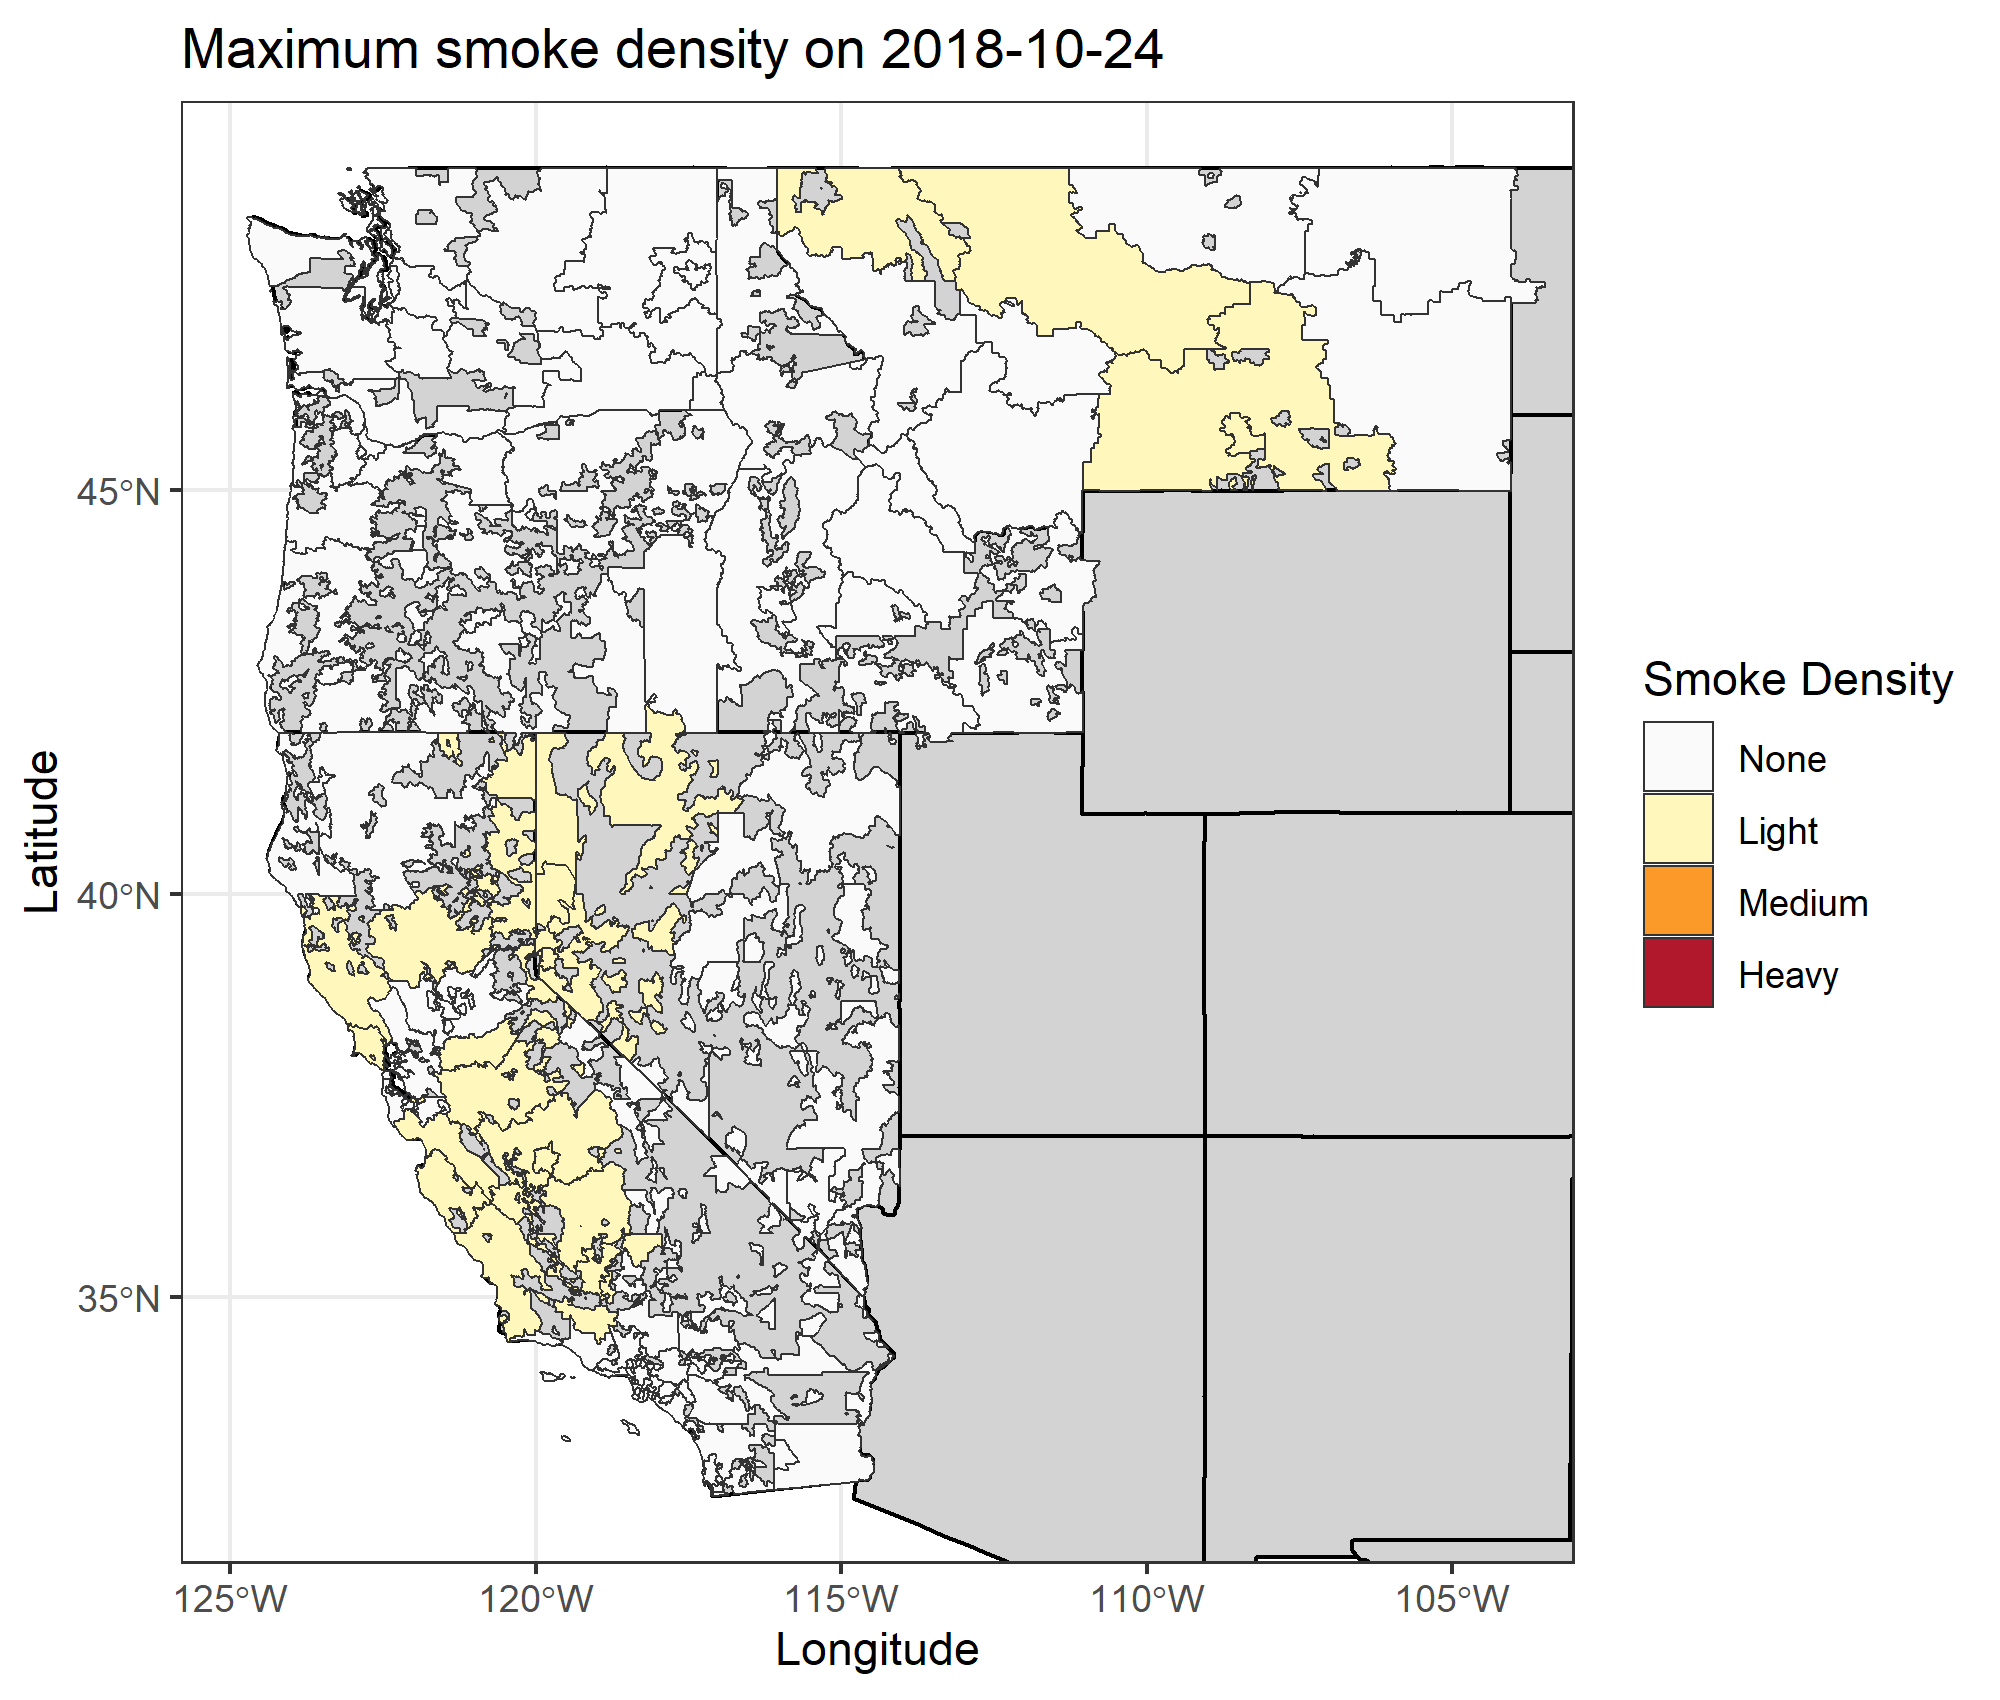 Maximum smoke density on 2018-10-24
45°N
40°N
35°N
125°W
120°W
115°W
110°W
105°W
Latitude
Longitude
Smoke Density
None
Light
Medium
Heavy